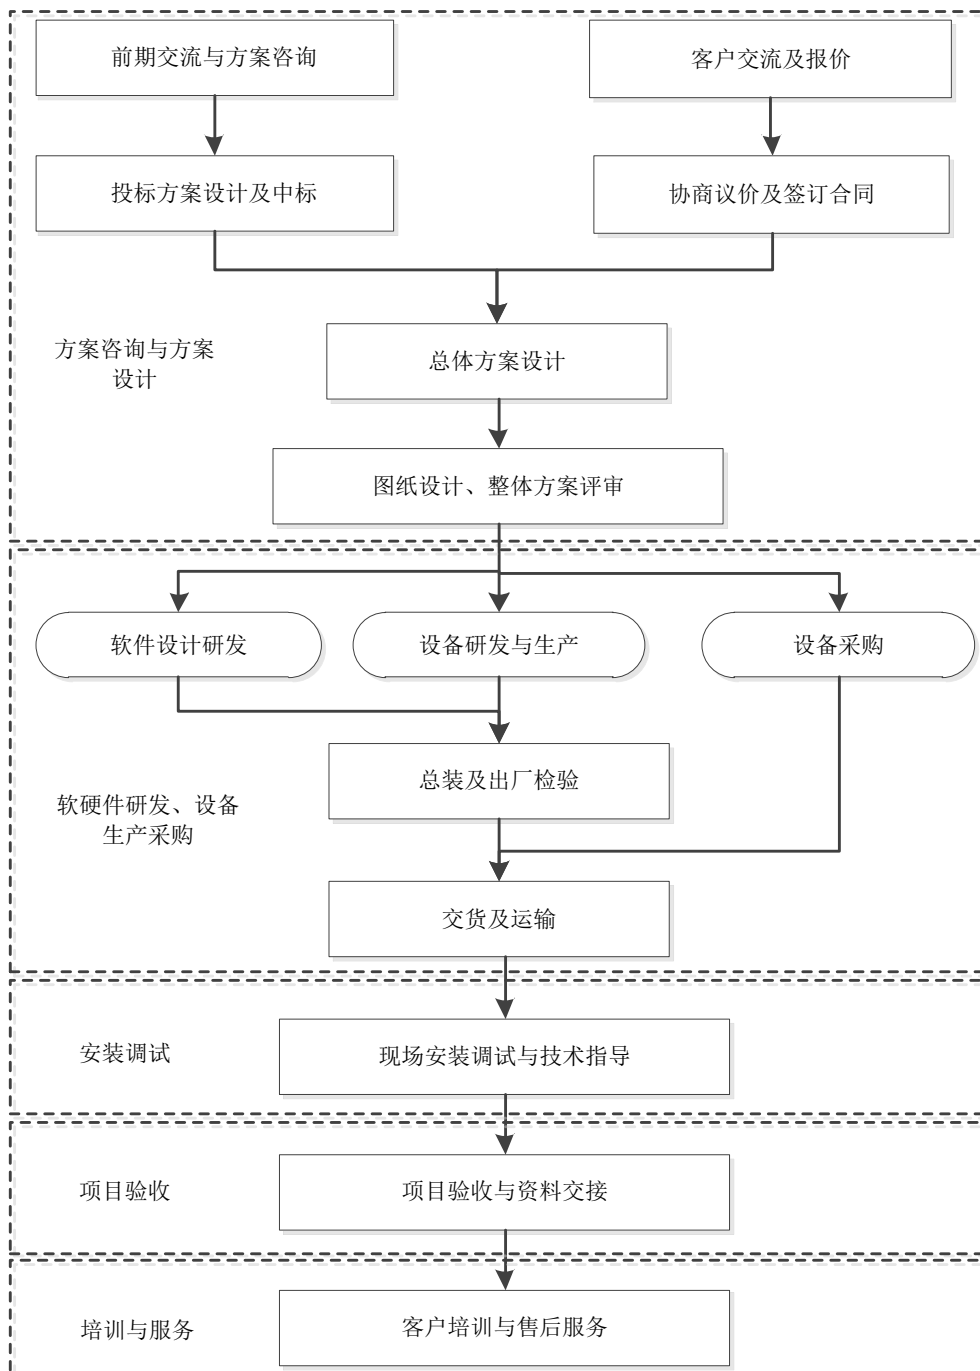 前期交流与方案咨询
客户交流及报价
投标方案设计及中标
协商议价及签订合同
总体方案设计
方案咨询与方案
设计
图纸设计、整体方案评审
软件设计研发
设备研发与生产
设备采购
总装及出厂检验
软硬件研发、设备
生产采购
交货及运输
安装调试
现场安装调试与技术指导
项目验收
项目验收与资料交接
培训与服务
客户培训与售后服务